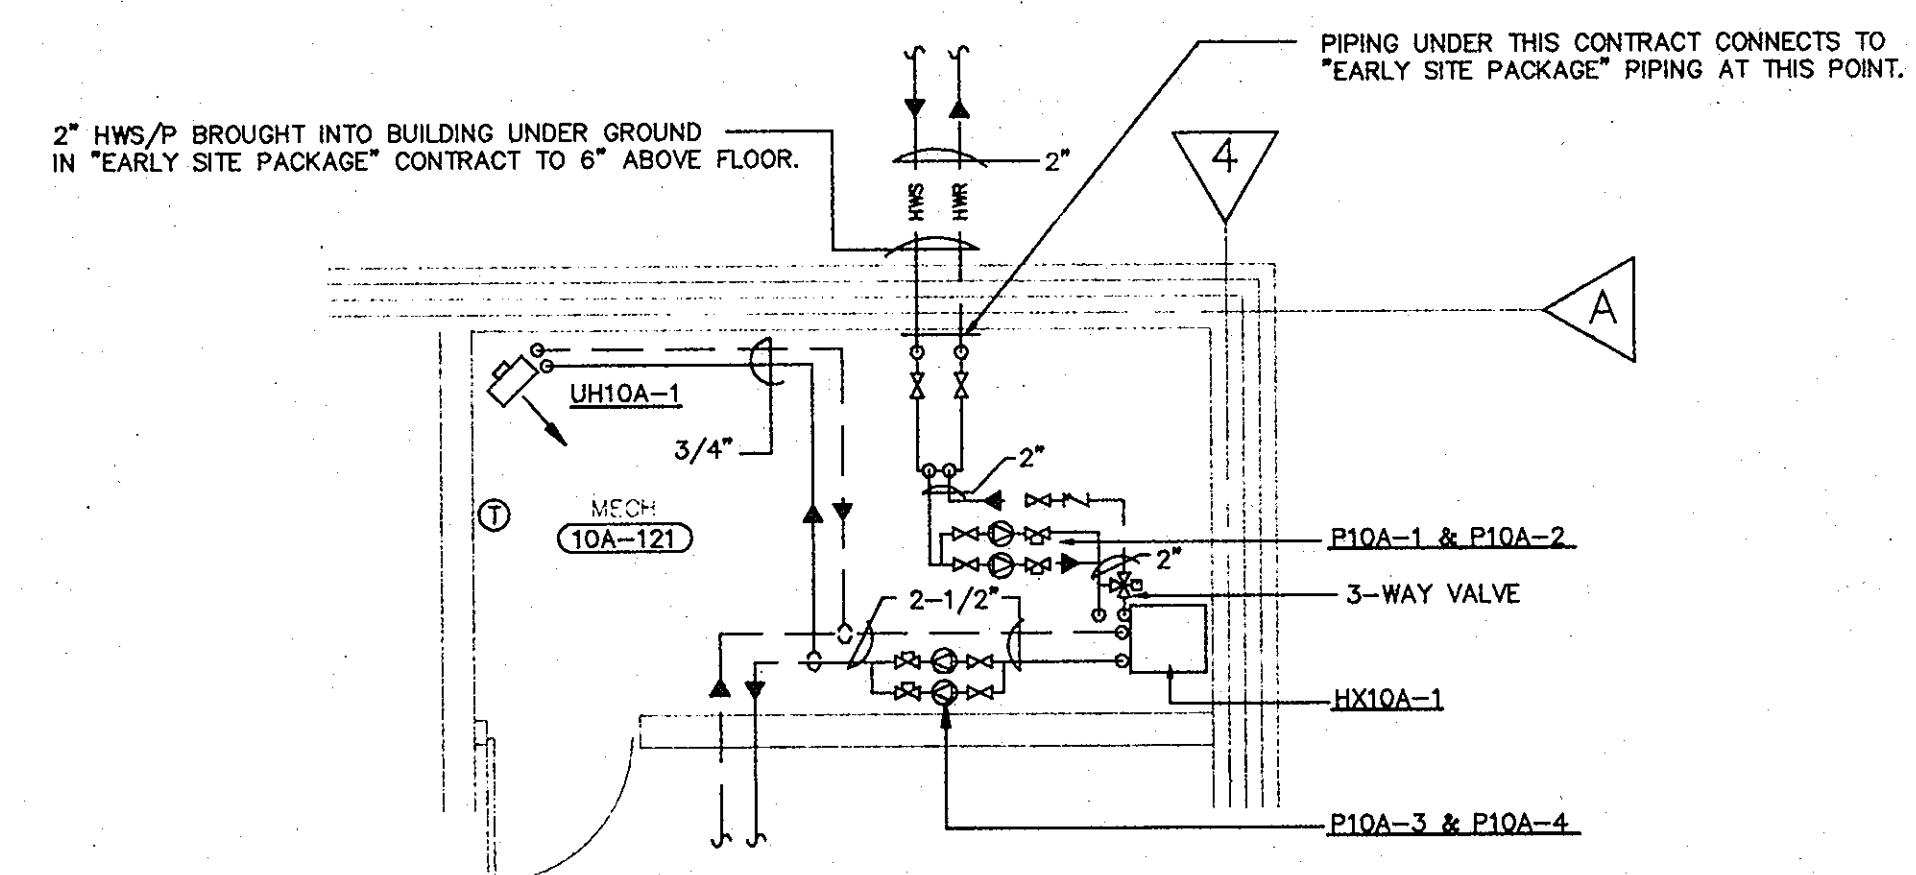 PIPING UNDER THIS CONTRACT CONNECTS TO
"EARLY SITE PACKAGE" PIPING AT THIS POINT.
2" HWS/P BROUGHT INTO BUILDING UNDER GROUND
IN "EARLY SITE PACKAGE" CONTRACT TO 6" ABOVE FLOOR.
2"
4
HWS
HWR
A
UH10A-1
3/4"
2"
T
MECH
10A-121
P10A-1 & P10A-2
2"
3-WAY VALVE
2-1/2"
HX10A-1
P10A-3 & P10A-4